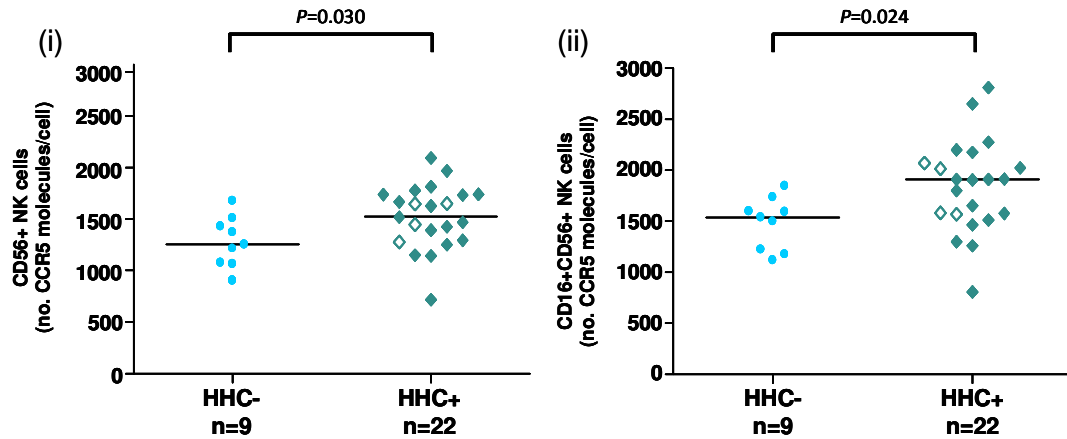 (i)
P=0.030
CD56+ NK cells
(no. CCR5 molecules/cell)
3000
2500
2000
1500
1000
500
0
HHC-
n=9
HHC+
n=22
(ii)
P=0.024
CD16+CD56- NK cells
(no. CCR5 molecules/cell)
3000
2500
2000
1500
1000
500
0
HHC-
n=9
HHC+
n=22